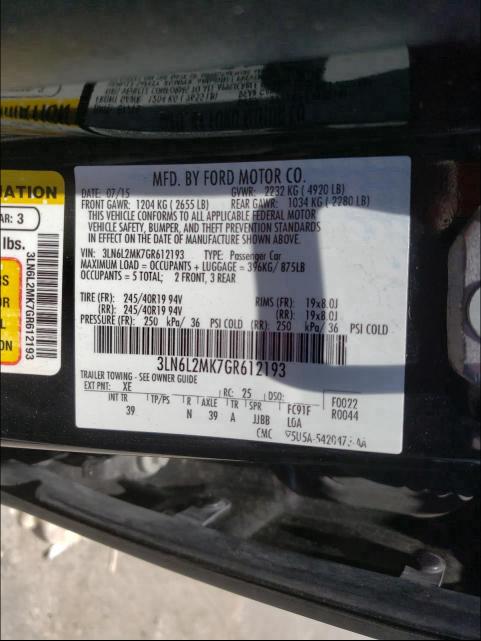 MFD. BY FORD MOTOR CO.
DATE: 07/15 GVWR: 2232 KG ( 4920 LB)
FRONT GAWR: 1204 KG ( 2655 LB) REAR GAWR: 1034 KG ( 2280 LB)
THIS VEHICLE CONFORMS TO ALL APPLICABLE FEDERAL MOTOR
VEHICLE SAFETY, BUMPER, AND THEFT PREVENTION STANDARDS
IN EFFECT ON THE DATE OF MANUFACTURE SHOWN ABOVE.
VIN: 3LN6L2MK7GR612193 TYPE: Passenger Car
MAXIMUM LOAD = OCCUPANTS + LUGGAGE = 396KG/ 875LB
OCCUPANTS = 5 TOTAL; 2 FRONT, 3 REAR
TIRE (FR): 245/40R19 94V RIMS (FR): 19x8.0J
(RR): 245/40R19 94V (RR): 19x8.0J
PRESSURE (FR): 250 kPa/ 36 PSI COLD (RR) 250 kPa/ 36 PSI COLD
3LN6L2MK7GR612193
TRAILER TOWING - SEE OWNER GUIDE
EXT PNT: XE RC: 25 DSO: F0022
INT TR TP/PS R AXLE TR SPR FC91F R0044
39 N 39 A JJBB LGA
CMC
UATION
AR: 3
lbs.
3LN6L2MK7GR612193